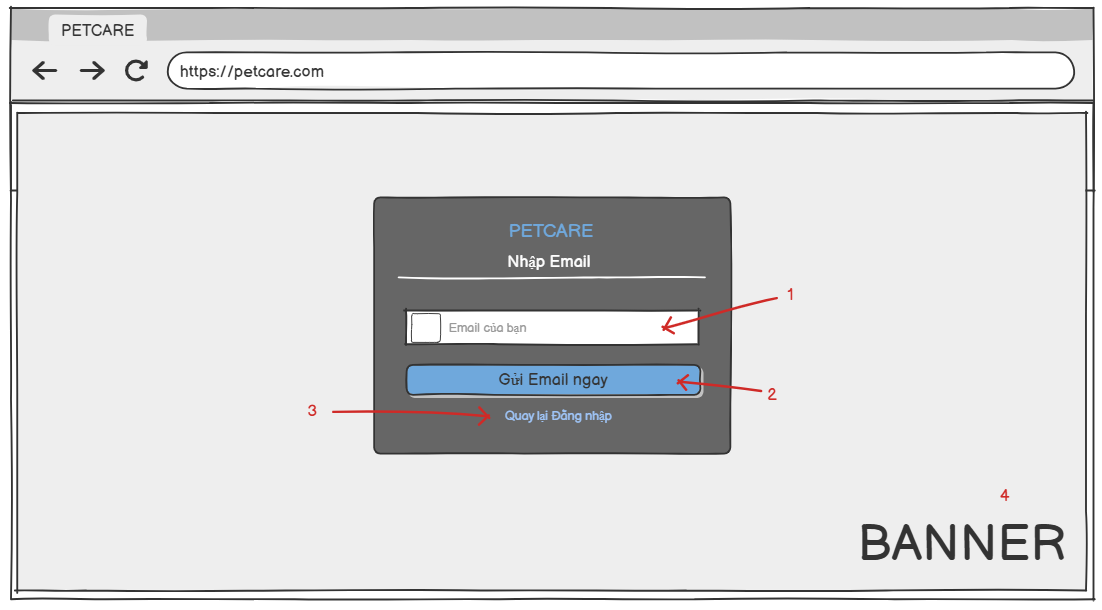 PETCARE
https://petcare.com
PETCARE
Nhập Email
1
Email của bạn
Gửi Email ngay
2
3
Quay lại Đăng nhập
4
BANNER